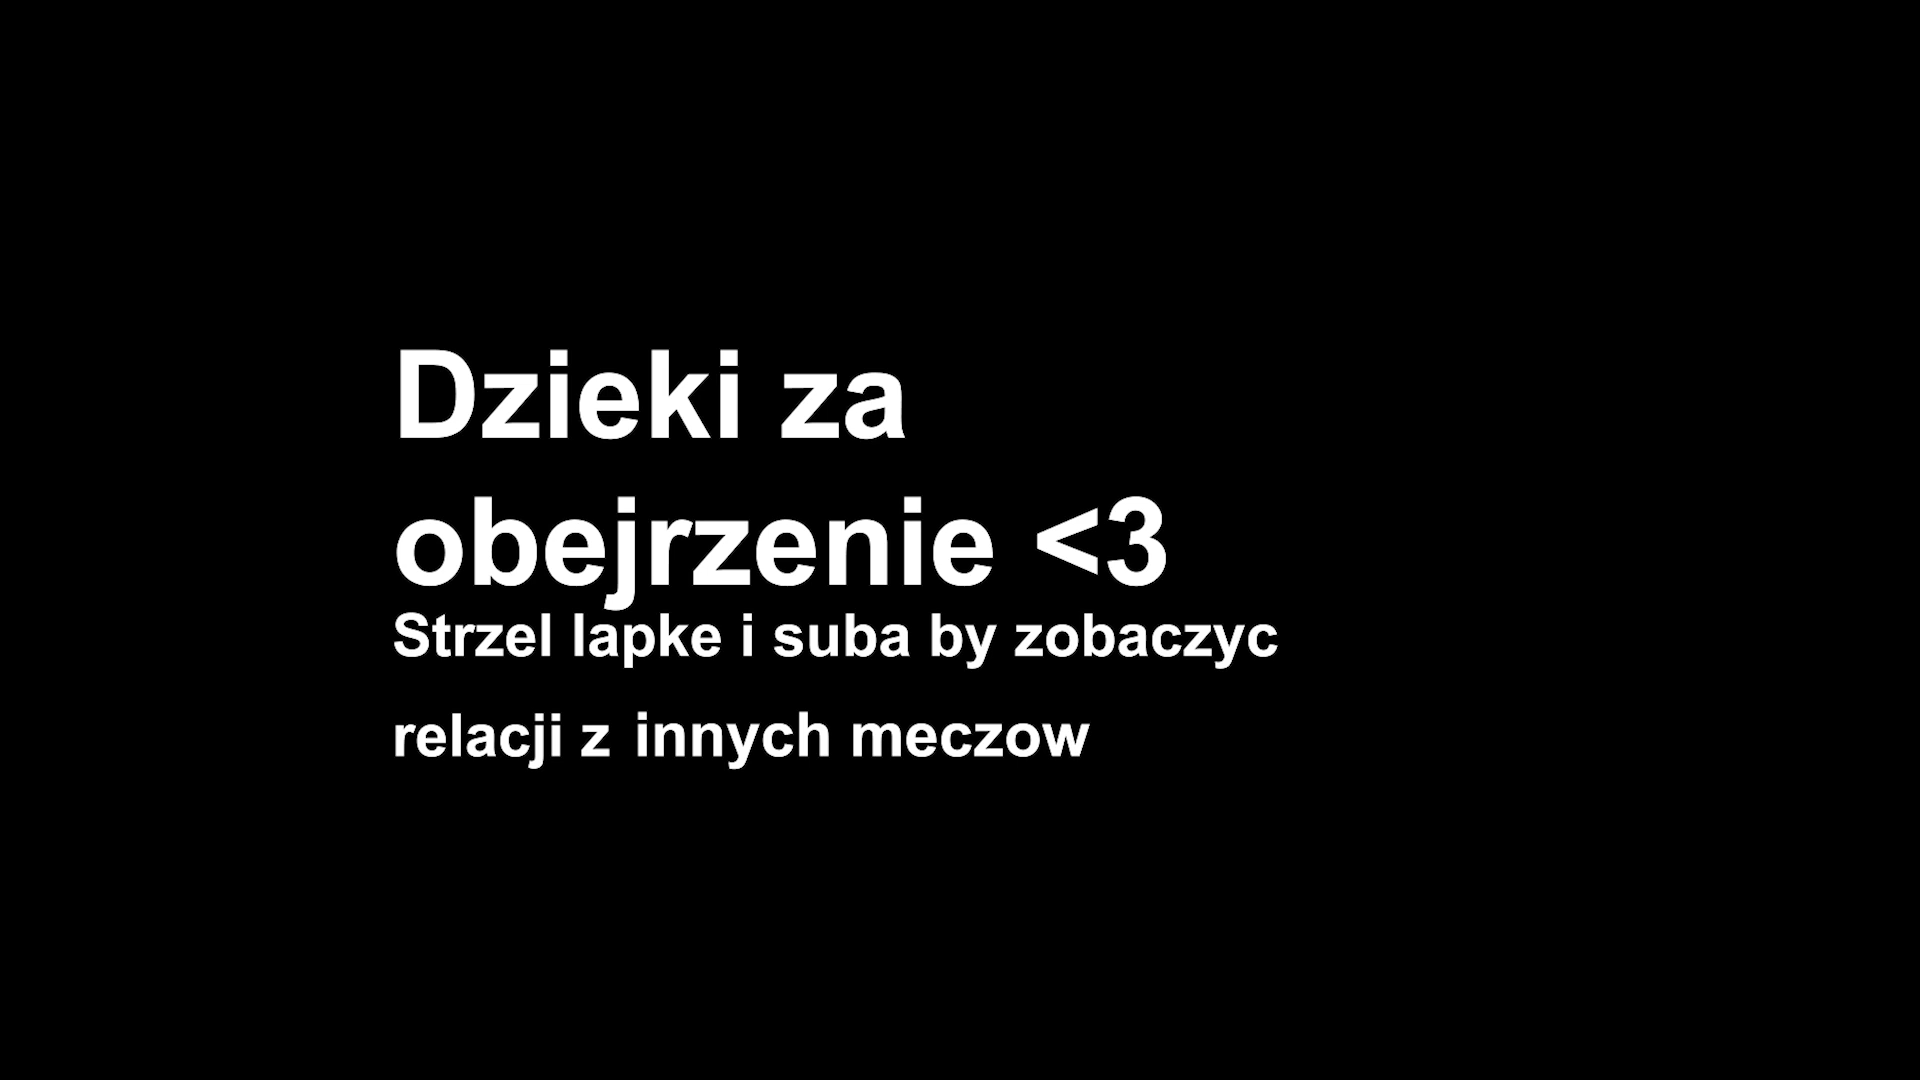 Dzieki za
obejrzenie <3
Strzel lapke i suba by zobaczyc
relacji z innych meczow